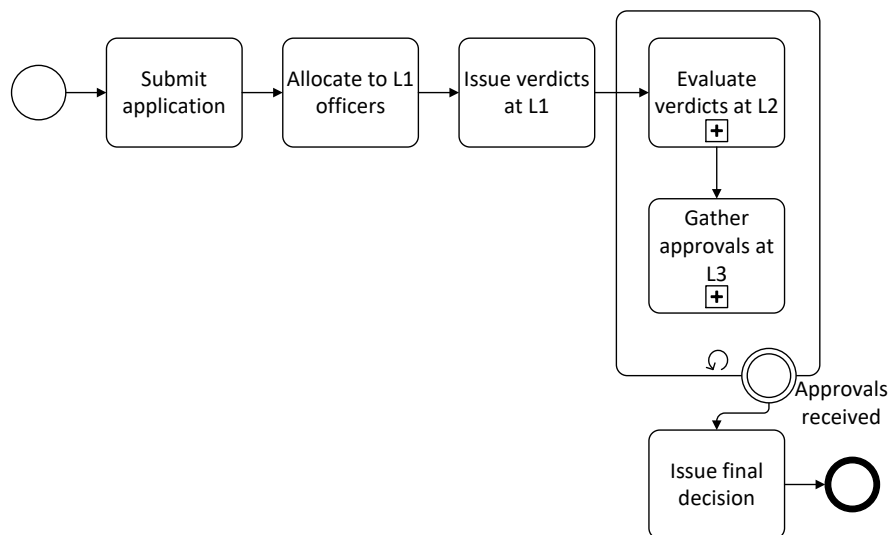 Submit
application
Allocate to L1
officers
Issue verdicts
at L1
Evaluate
verdicts at L2
Gather
approvals at
L3
Approvals
received
Issue final
decision